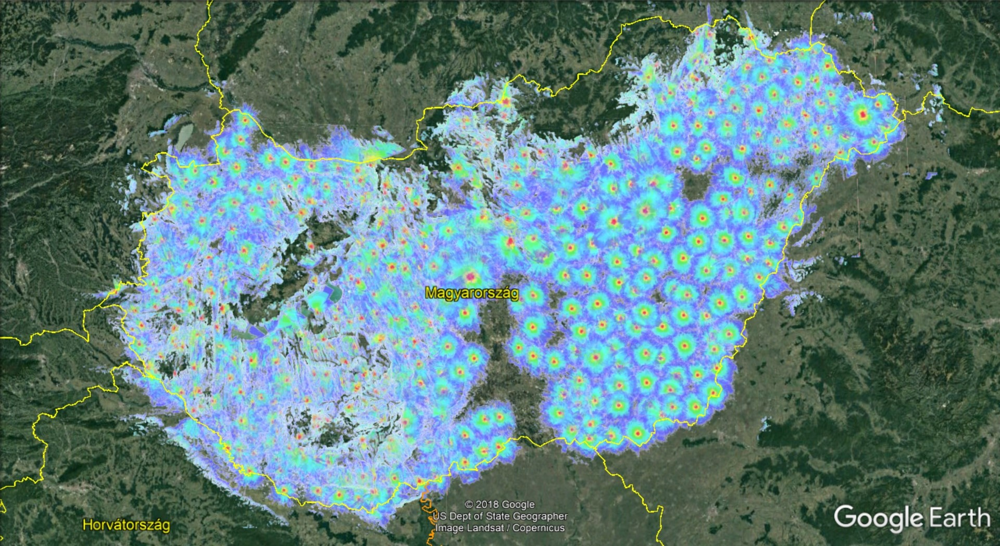 Magyarország
© 2018 Google
US Dept of State Geographer
Image Landsat / Copernicus
Horvátország
Google Earth